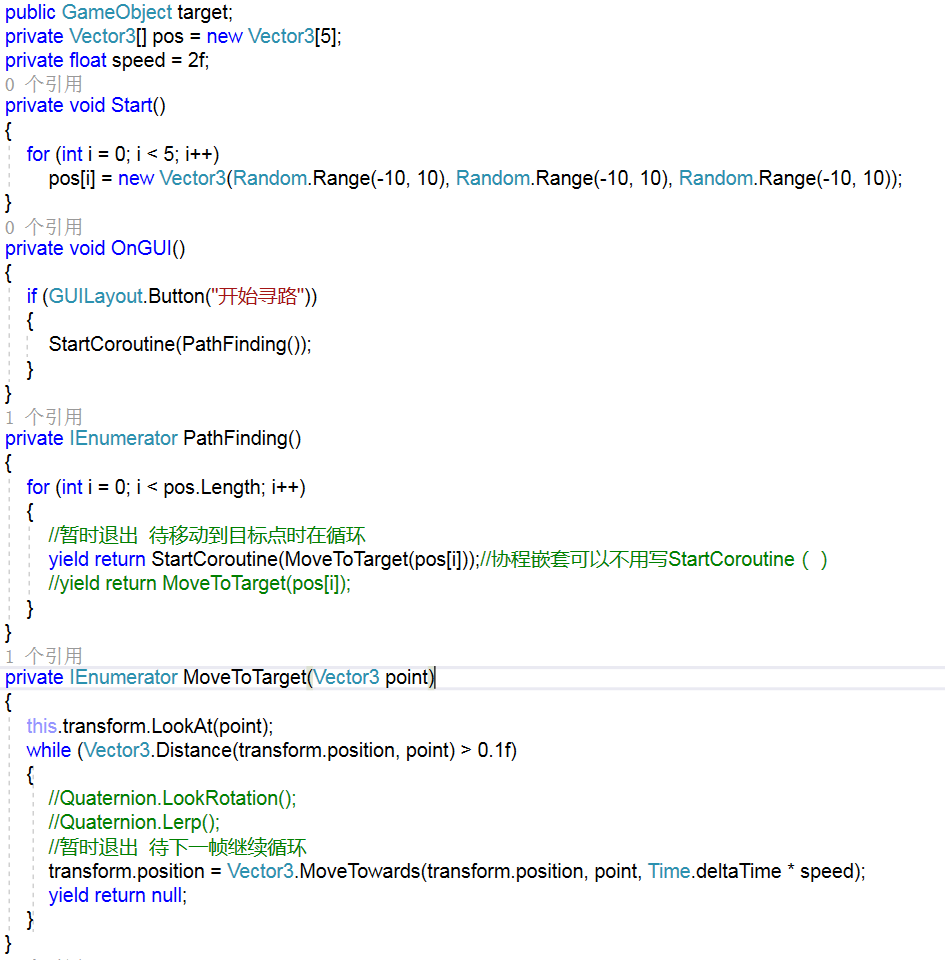 public GameObject target;
private Vector3[] pos = new Vector3[5];
private float speed = 2f;
0 个引用
private void Start()
{
for (int i = 0; i < 5; i++)
pos[i] = new Vector3(Random.Range(-10, 10), Random.Range(-10, 10), Random.Range(-10, 10));
}
0 个引用
private void OnGUI()
{
if (GUILayout.Button("开始寻路"))
{
StartCoroutine(PathFinding());
}
}
1 个引用
private IEnumerator PathFinding()
{
for (int i = 0; i < pos.Length; i++)
{
//暂时退出 待移动到目标点时在循环
yield return StartCoroutine(MoveToTarget(pos[i]));//协程嵌套可以不用写StartCoroutine（ ）
//yield return MoveToTarget(pos[i]);
}
}
1 个引用
private IEnumerator MoveToTarget(Vector3 point)
{
this.transform.LookAt(point);
while (Vector3.Distance(transform.position, point) > 0.1f)
{
//Quaternion.LookRotation();
//Quaternion.Lerp();
//暂时退出 待下一帧继续循环
transform.position = Vector3.MoveTowards(transform.position, point, Time.deltaTime * speed);
yield return null;
}
}